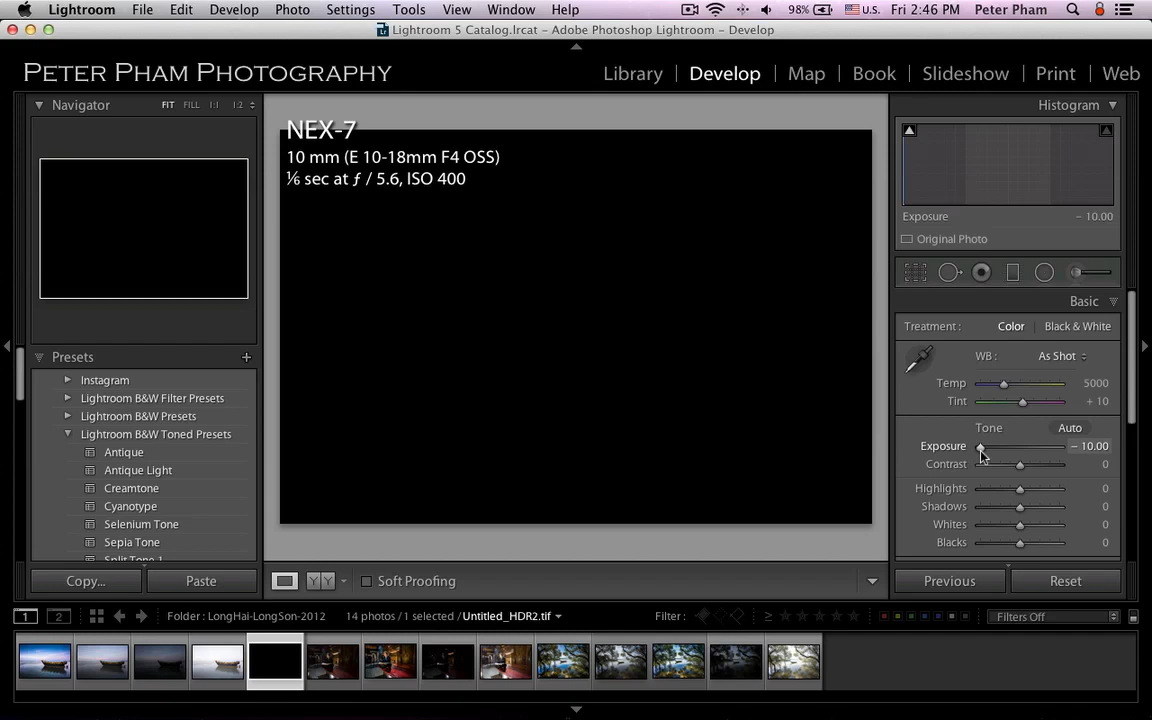 Lightroom File Edit Develop Photo Settings Tools View Window Help 98% U.S. Fri 2:46 PM Peter Pham
Lightroom 5 Catalog.lrcat – Adobe Photoshop Lightroom – Develop
PETER PHAM PHOTOGRAPHY
Library | Develop | Map | Book | Slideshow | Print | Web
Navigator FIT FILL 1:1 1:2
Histogram
NEX-7
10 mm (E 10-18mm F4 OSS)
⅙ sec at ƒ / 5.6, ISO 400
Exposure – 10.00
Original Photo
Basic
Treatment : Color | Black & White
WB : As Shot
Temp 5000
Tint + 10
Tone Auto
Exposure – 10.00
Contrast 0
Highlights 0
Shadows 0
Whites 0
Blacks 0
Presets +
Instagram
Lightroom B&W Filter Presets
Lightroom B&W Presets
Lightroom B&W Toned Presets
Antique
Antique Light
Creamtone
Cyanotype
Selenium Tone
Sepia Tone
Split Tone 1
Copy... Paste
YY Soft Proofing
Previous Reset
1 2 Folder : LongHai-LongSon-2012 14 photos / 1 selected / Untitled_HDR2.tif Filter : ≥ Filters Off